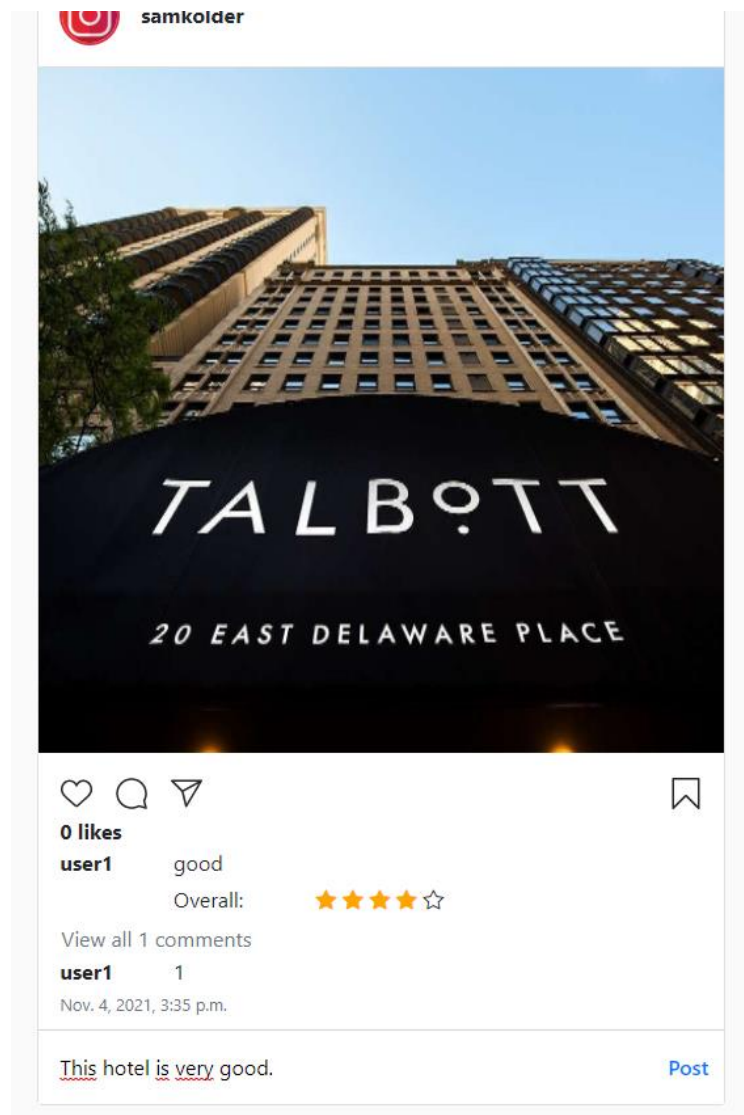 samkolder
TALBOTT
20 EAST DELAWARE PLACE
0 likes
user1 good
Overall:
View all 1 comments
user1 1
Nov. 4, 2021, 3:35 p.m.
This hotel is very good. Post